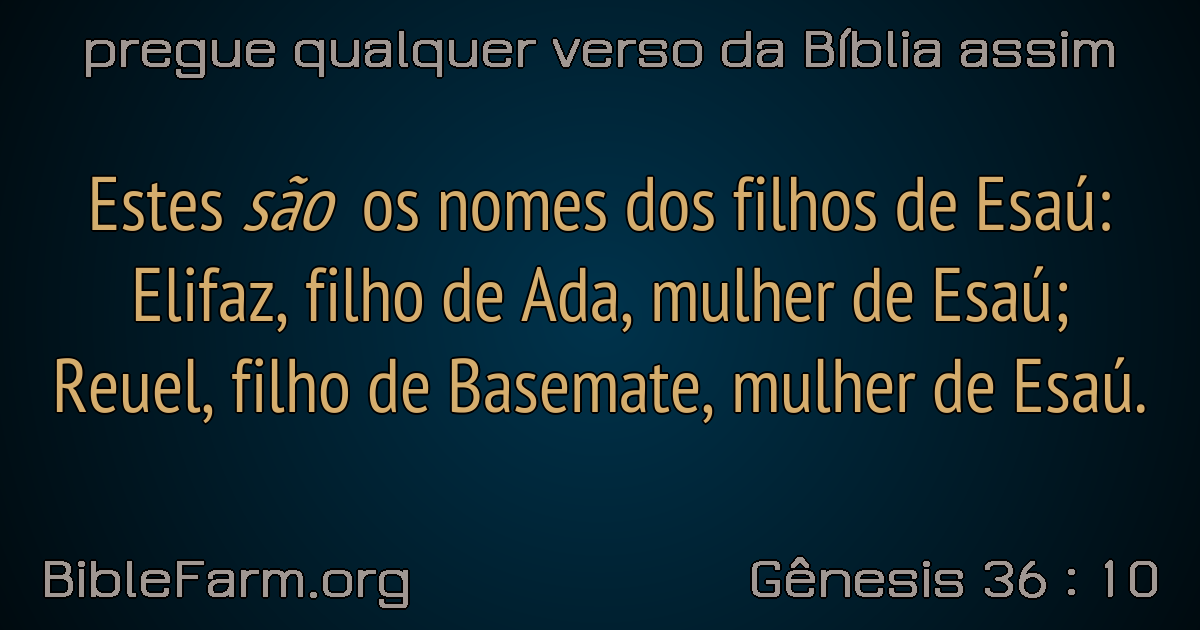 pregue qualquer verso da Bíblia assim
Estes são os nomes dos filhos de Esaú:
Elifaz, filho de Ada, mulher de Esaú;
Reuel, filho de Basemate, mulher de Esaú.
BibleFarm.org
Gênesis 36 : 10